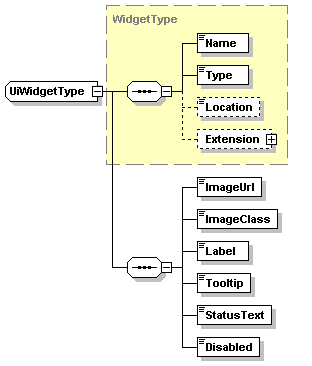 WidgetType
Name
Type
UiWidgetType
Location
Extension
ImageUrl
ImageClass
Label
Tooltip
StatusText
Disabled